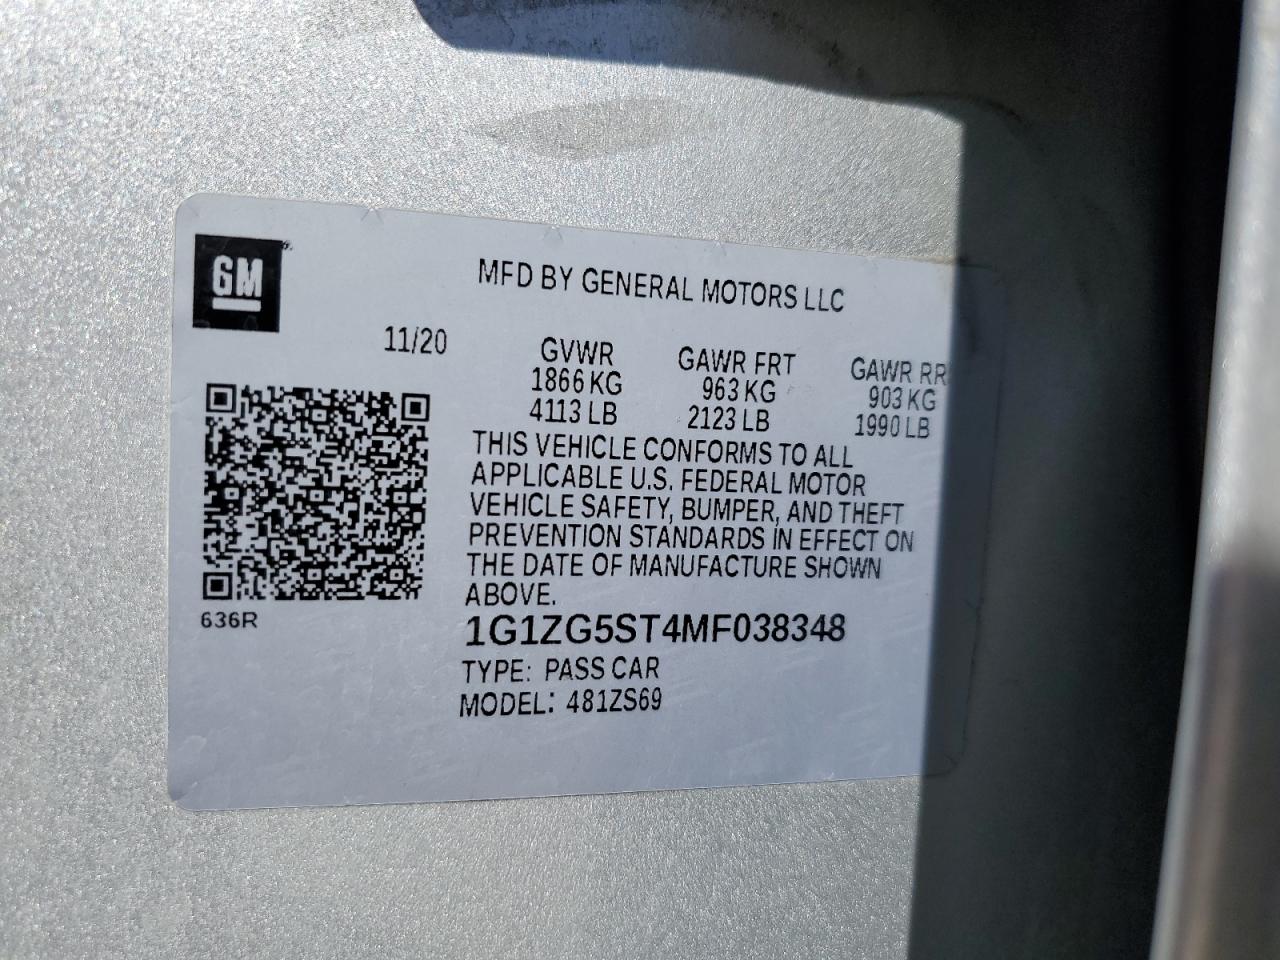 GM
MFD BY GENERAL MOTORS LLC
11/20
GVWR GAWR FRT GAWR RR
1866 KG 963 KG 903 KG
4113 LB 2123 LB 1990 LB
THIS VEHICLE CONFORMS TO ALL
APPLICABLE U.S. FEDERAL MOTOR
VEHICLE SAFETY, BUMPER, AND THEFT
PREVENTION STANDARDS IN EFFECT ON
THE DATE OF MANUFACTURE SHOWN
ABOVE.
636R
1G1ZG5ST4MF038348
TYPE: PASS CAR
MODEL: 481ZS69